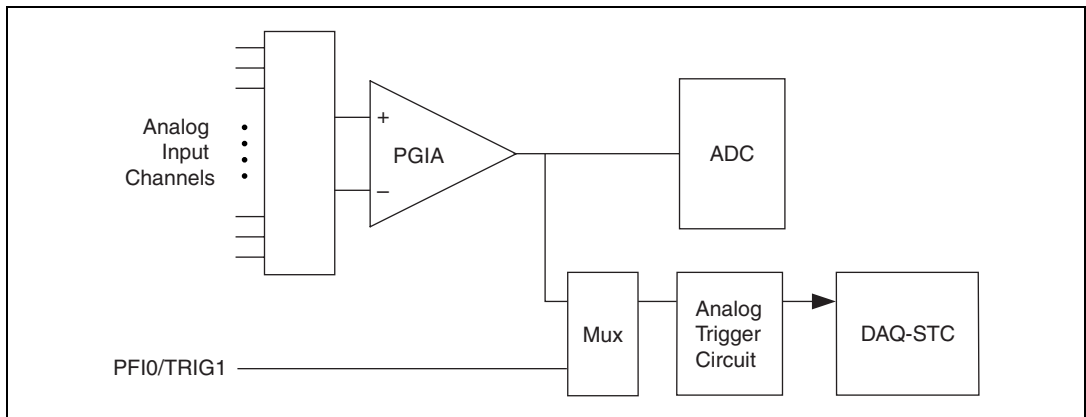 Analog
Input
Channels
+
PGIA
–
ADC
Mux
Analog
Trigger
Circuit
DAQ-STC
PFI0/TRIG1